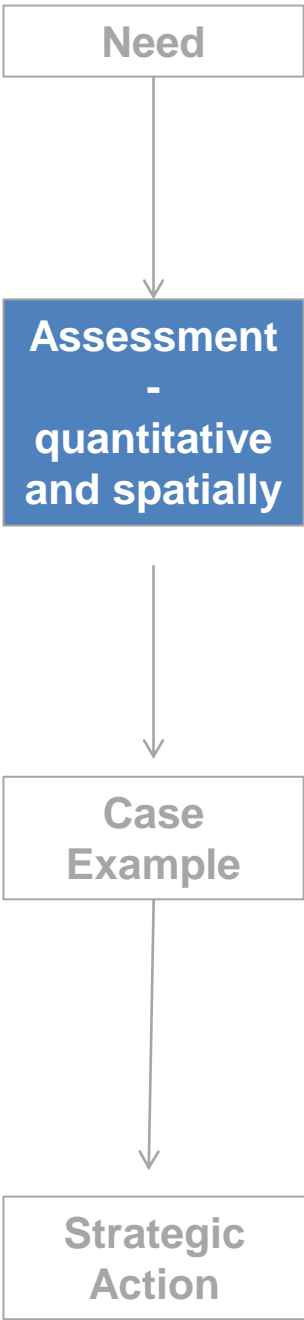 Need
Assessment
-
quantitative
and spatially
Case
Example
Strategic
Action